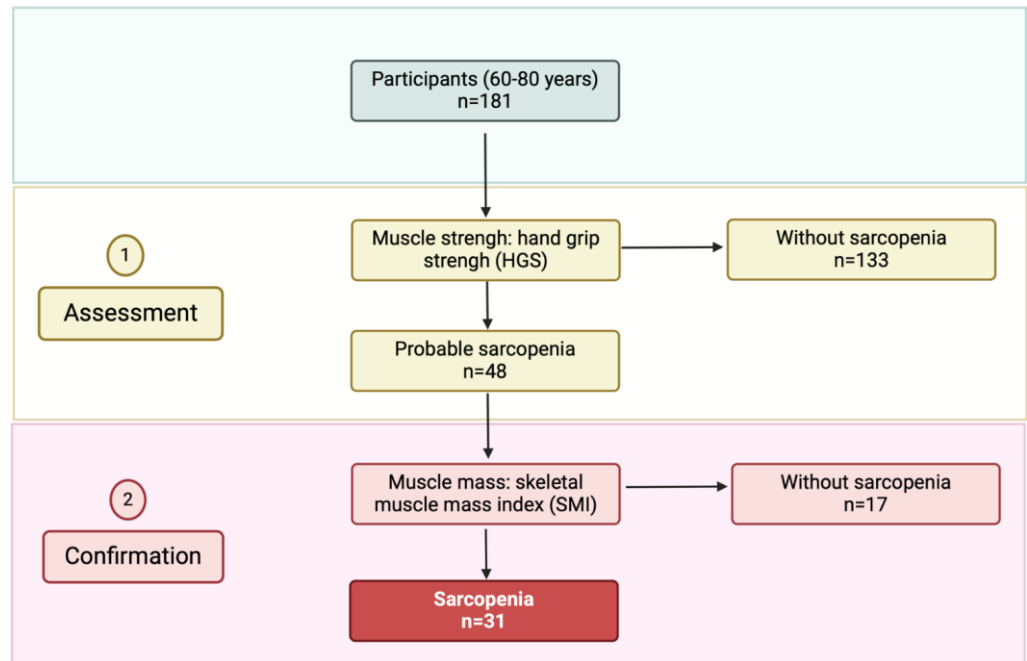 Participants (60-80 years)
n=181
1
Assessment
Muscle strengh: hand grip
strengh (HGS)
Without sarcopenia
n=133
Probable sarcopenia
n=48
2
Confirmation
Muscle mass: skeletal
muscle mass index (SMI)
Without sarcopenia
n=17
Sarcopenia
n=31